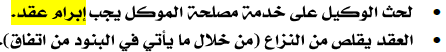 • لحث الوكيل على خدمة مصلحة الموكل يجب إبرام عقد.
• العقد يقلص من النزاع (من خلال ما يأتي في البنود من اتفاق).